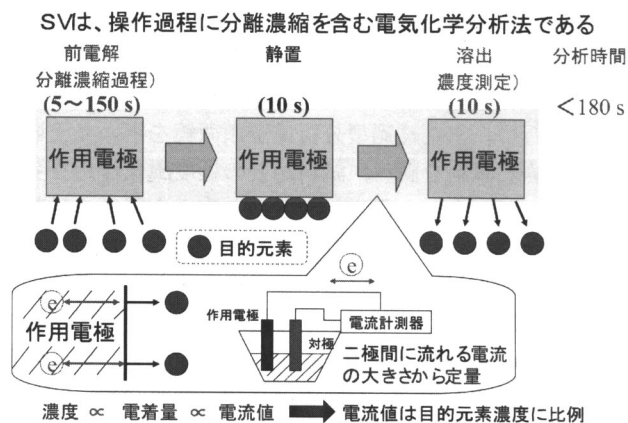 SVは、操作過程に分離濃縮を含む電気化学分析法である
前電解 静置 溶出 分析時間
分離濃縮過程) 濃度測定)
(5～150 s) (10 s) (10 s) ＜180 s
作用電極 作用電極 作用電極
目的元素
e
e
作用電極
e
作用電極
電流計測器
対極
二極間に流れる電流
の大きさから定量
濃度 ∝ 電着量 ∝ 電流値 電流値は目的元素濃度に比例